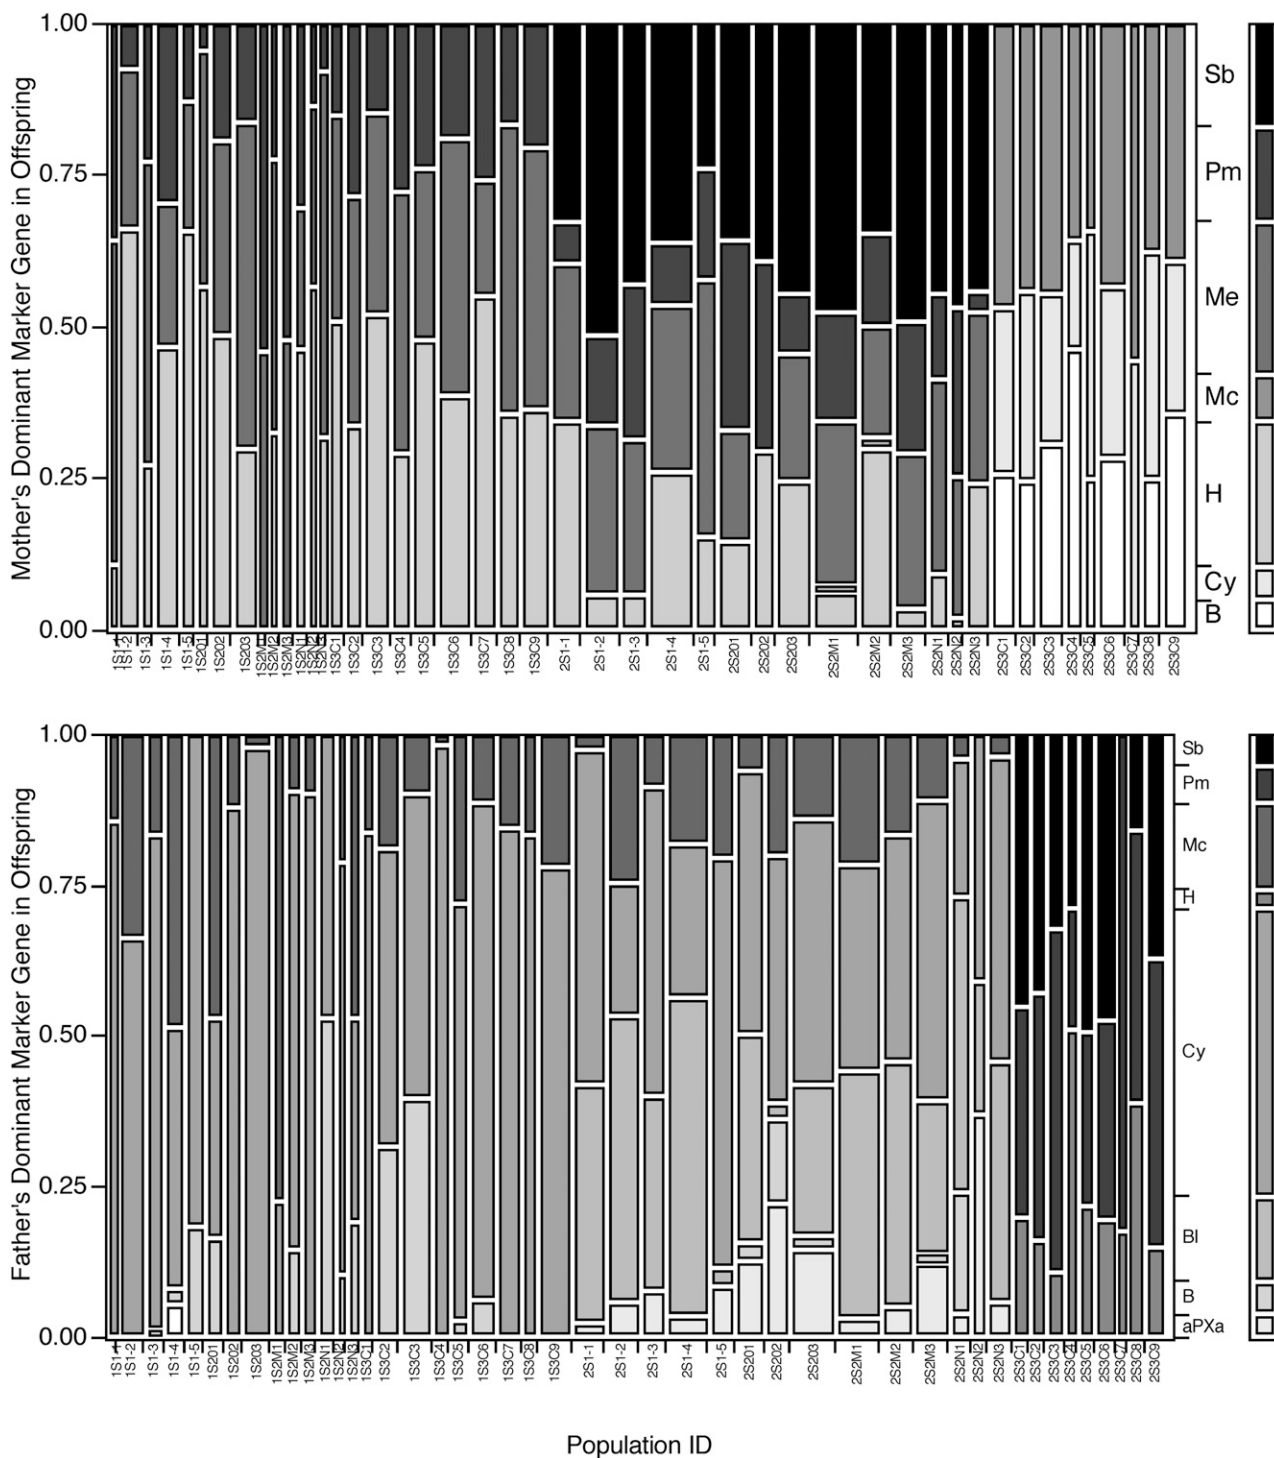 Mother's Dominant Marker Gene in Offspring
1.00
0.75
0.50
0.25
0.00
Sb
Pm
Me
Mc
H
Cy
B
1S1-1
1S1-2
1S1-3
1S1-4
1S1-5
1S201
1S202
1S203
1S2M1
1S2M2
1S2M3
1S2N1
1S2N2
1S2N3
1S3C1
1S3C2
1S3C3
1S3C4
1S3C5
1S3C6
1S3C7
1S3C8
1S3C9
2S1-1
2S1-2
2S1-3
2S1-4
2S1-5
2S201
2S202
2S203
2S2M1
2S2M2
2S2M3
2S2N1
2S2N2
2S2N3
2S3C1
2S3C2
2S3C3
2S3C4
2S3C5
2S3C6
2S3C7
2S3C8
2S3C9
Father's Dominant Marker Gene in Offspring
1.00
0.75
0.50
0.25
0.00
Sb
Pm
Mc
H
Cy
Bl
B
aPXa
1S1-1
1S1-2
1S1-3
1S1-4
1S1-5
1S201
1S202
1S203
1S2M1
1S2M2
1S2M3
1S2N1
1S2N2
1S2N3
1S3C1
1S3C2
1S3C3
1S3C4
1S3C5
1S3C6
1S3C7
1S3C8
1S3C9
2S1-1
2S1-2
2S1-3
2S1-4
2S1-5
2S201
2S202
2S203
2S2M1
2S2M2
2S2M3
2S2N1
2S2N2
2S2N3
2S3C1
2S3C2
2S3C3
2S3C4
2S3C5
2S3C6
2S3C7
2S3C8
2S3C9
Population ID